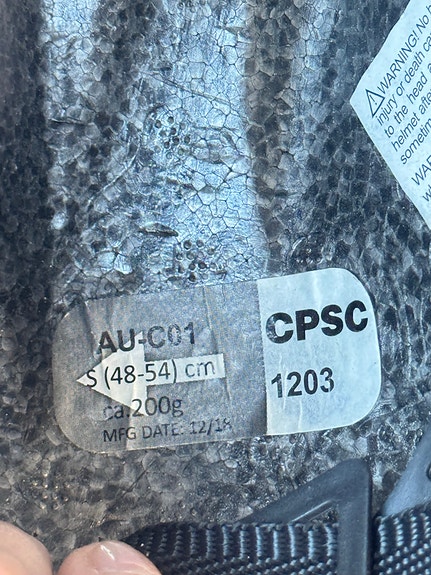 ⚠WARNING! No h
injury or death ca
to the head a
helmet afte
sometim
WAR
AU-C01
S (48-54) cm
ca.200g
MFG DATE: 12/18
CPSC
1203